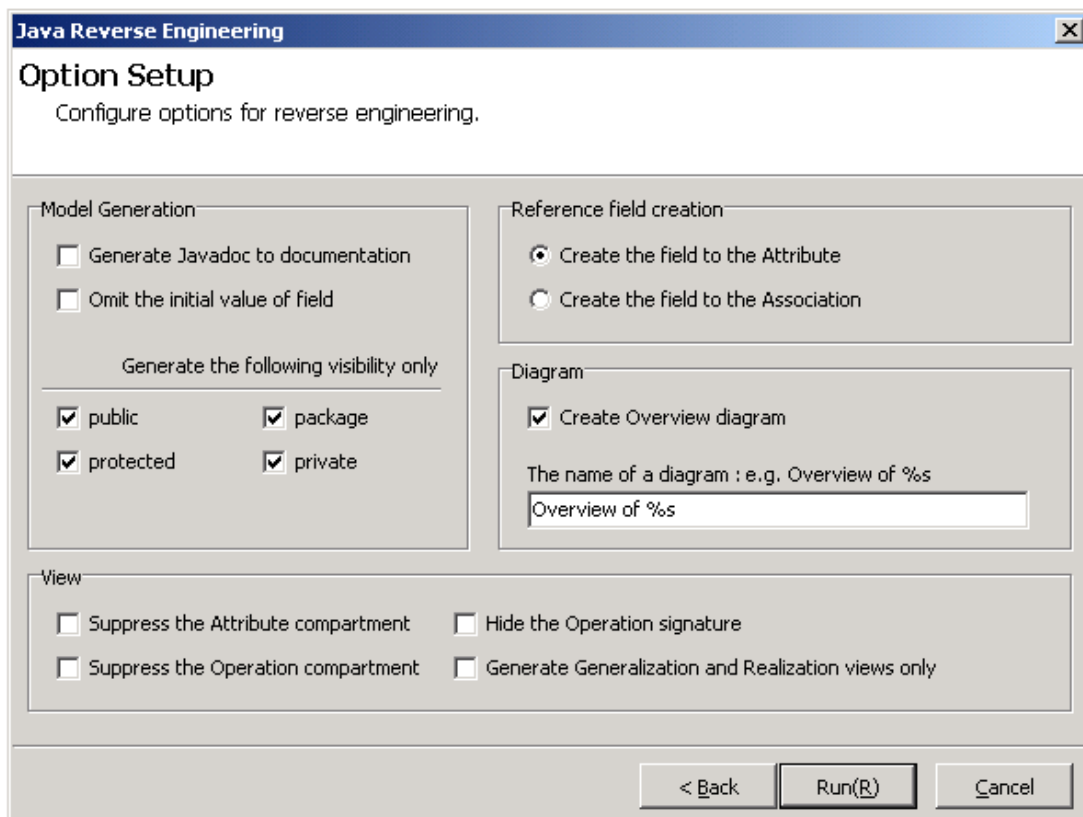 Java Reverse Engineering
Option Setup
Configure options for reverse engineering.
Model Generation
Generate Javadoc to documentation
Omit the initial value of field
Generate the following visibility only
public
package
protected
private
Reference field creation
Create the field to the Attribute
Create the field to the Association
Diagram
Create Overview diagram
The name of a diagram : e.g. Overview of %s
Overview of %s
View
Suppress the Attribute compartment
Hide the Operation signature
Suppress the Operation compartment
Generate Generalization and Realization views only
< Back
Run(R)
Cancel